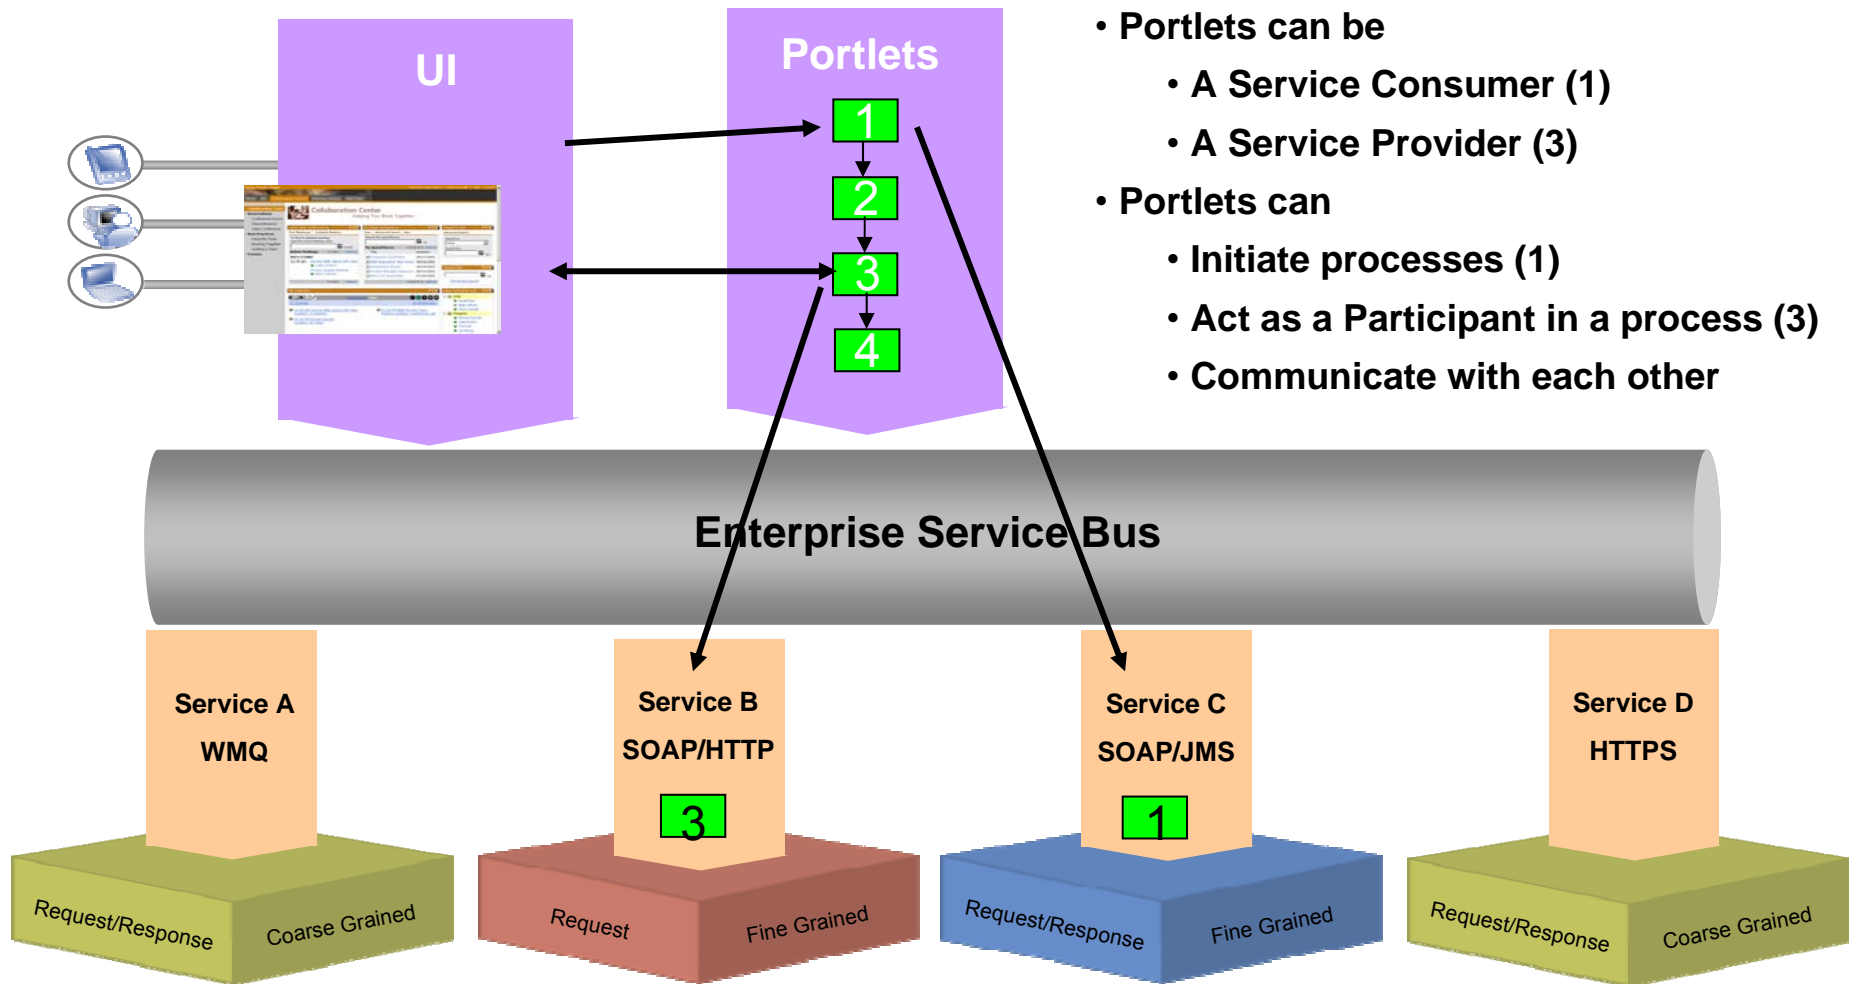 UI
Portlets
1
2
3
4
Collaboration Center
• Portlets can be
• A Service Consumer (1)
• A Service Provider (3)
• Portlets can
• Initiate processes (1)
• Act as a Participant in a process (3)
• Communicate with each other
Enterprise Service Bus
Service A
WMQ
Request/Response
Coarse Grained
Service B
SOAP/HTTP
3
Request
Fine Grained
Service C
SOAP/JMS
1
Request/Response
Fine Grained
Service D
HTTPS
Request/Response
Coarse Grained